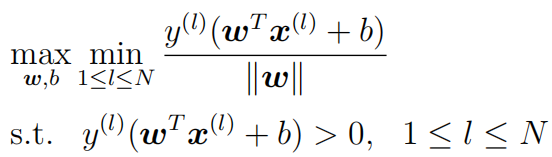 max min y^{(l)}(w^T x^{(l)} + b) / ||w||
w,b 1≤l≤N
s.t. y^{(l)}(w^T x^{(l)} + b) > 0, 1 ≤ l ≤ N